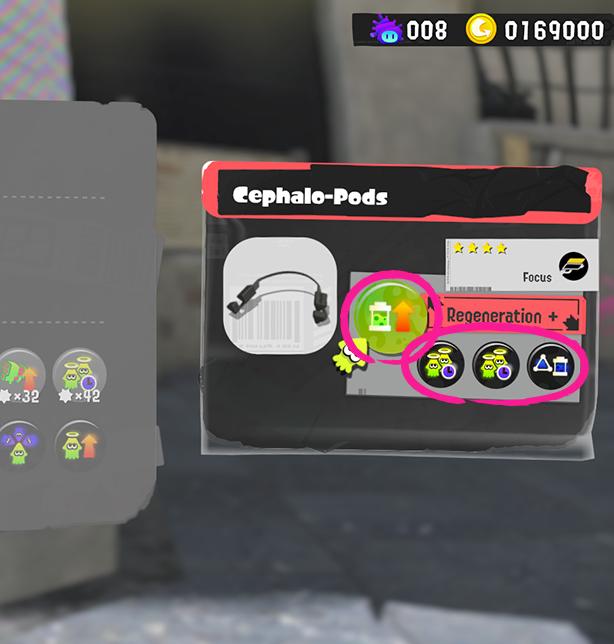 008 0169000
Cephalo-Pods
Focus
Regeneration +
×32 ×42